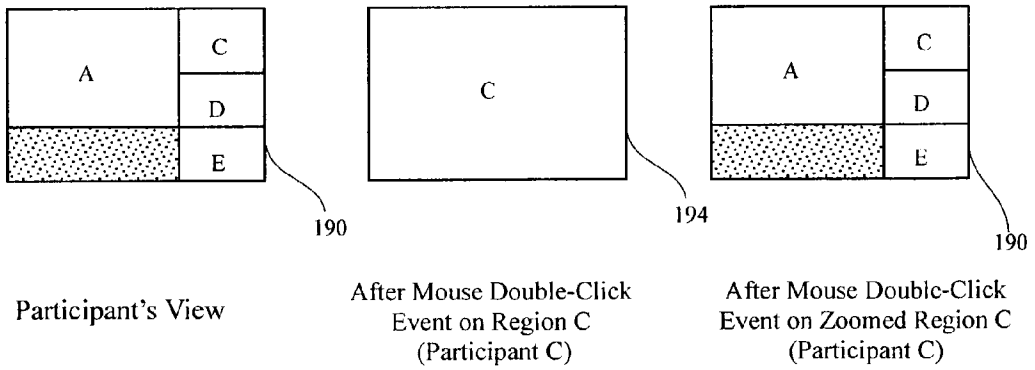 A
C
D
E
190
C
194
A
C
D
E
190
Participant's View
After Mouse Double-Click
Event on Region C
(Participant C)
After Mouse Double-Click
Event on Zoomed Region C
(Participant C)